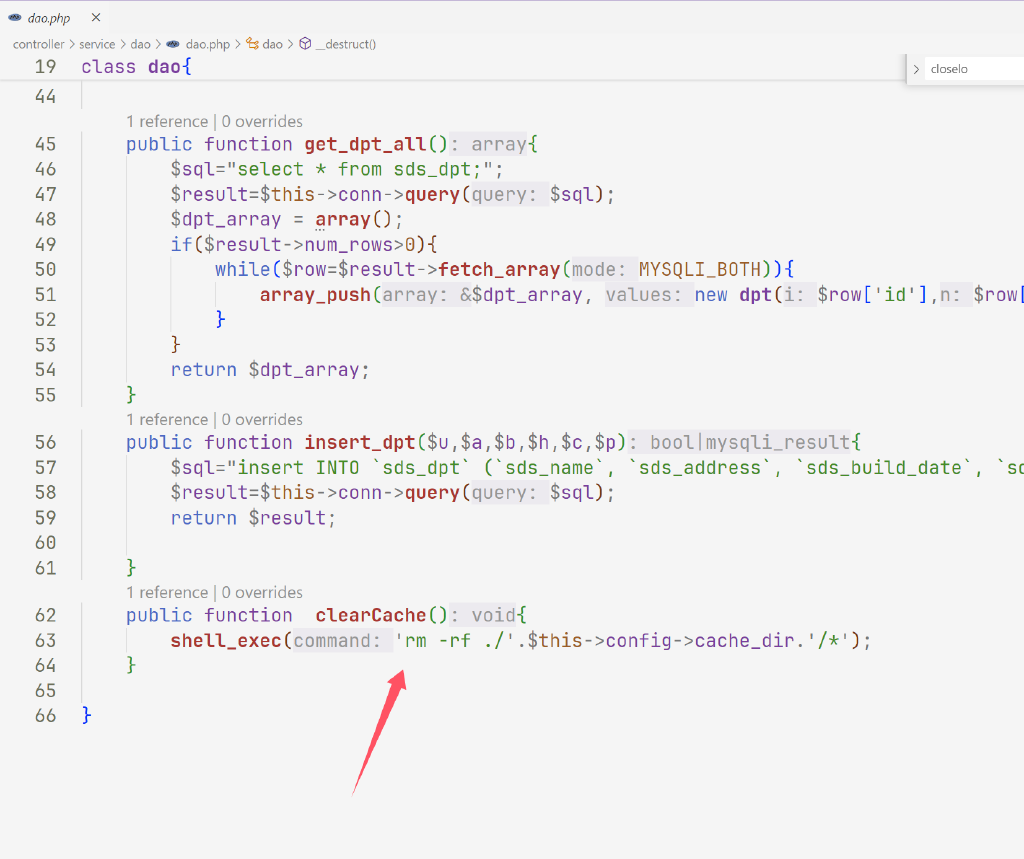 dao.php
controller > service > dao > dao.php > dao > __destruct()
closelo
19 class dao{
44
1 reference | 0 overrides
45 public function get_dpt_all(): array{
46 $sql="select * from sds_dpt;";
47 $result=$this->conn->query(query: $sql);
48 $dpt_array = array();
49 if($result->num_rows>0){
50 while($row=$result->fetch_array(mode: MYSQLI_BOTH)){
51 array_push(array: &$dpt_array, values: new dpt(i: $row['id'],n: $row[
52 }
53 }
54 return $dpt_array;
55 }
1 reference | 0 overrides
56 public function insert_dpt($u,$a,$b,$h,$c,$p): bool|mysqli_result{
57 $sql="insert INTO `sds_dpt` (`sds_name`, `sds_address`, `sds_build_date`, `sd
58 $result=$this->conn->query(query: $sql);
59 return $result;
60
61 }
1 reference | 0 overrides
62 public function  clearCache(): void{
63 shell_exec(command: 'rm -rf ./'.$this->config->cache_dir.'/*');
64 }
65
66 }